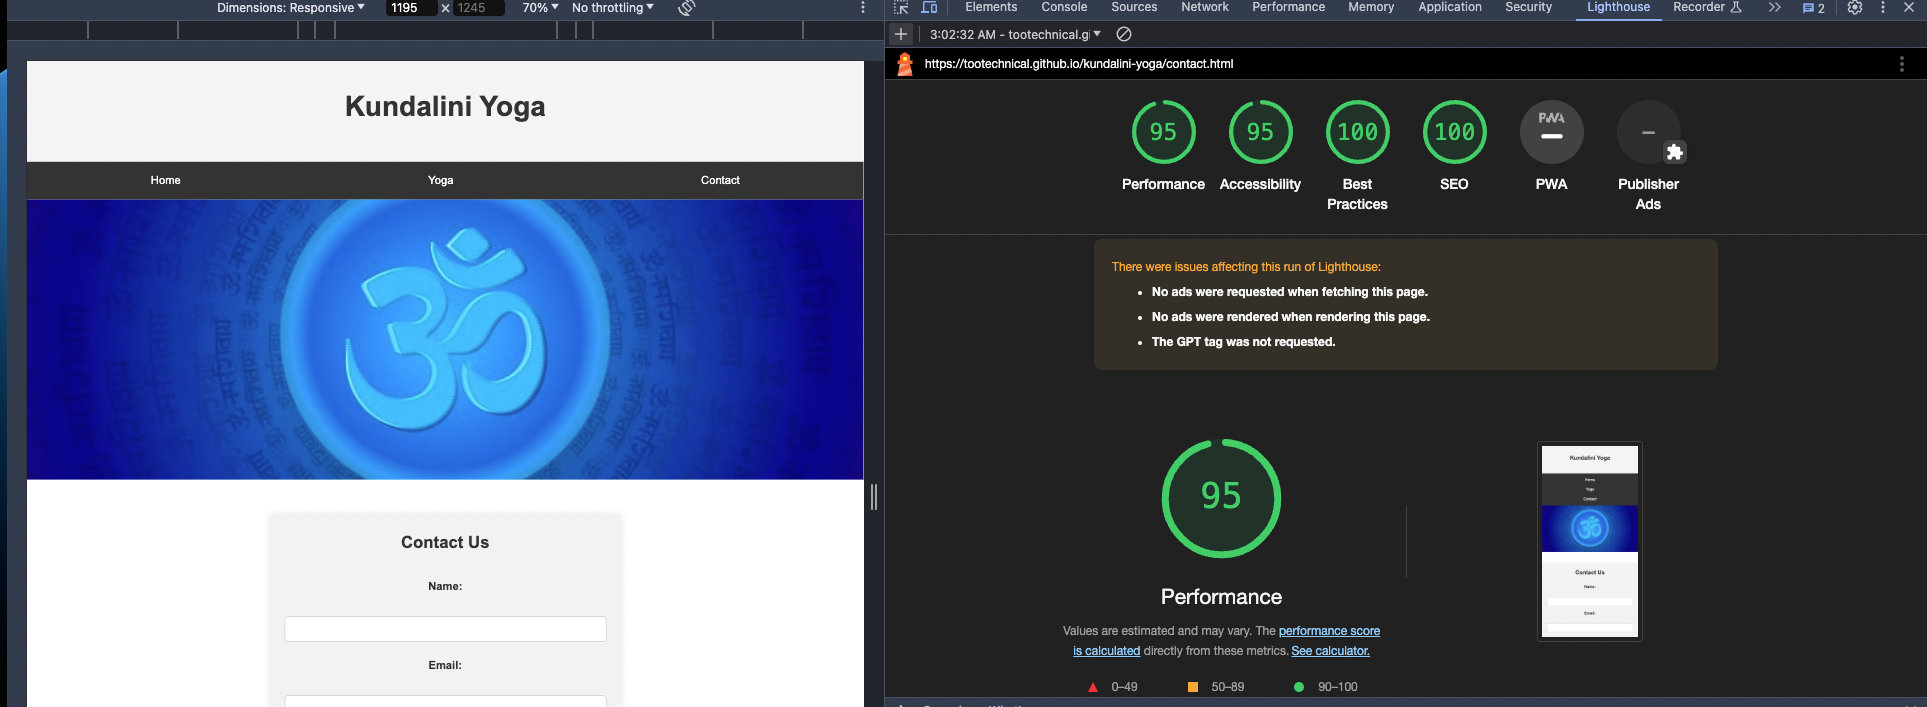 Dimensions: Responsive 1195 x 1245 70% No throttling
Elements Console Sources Network Performance Memory Application Security Lighthouse Recorder 2
3:02:32 AM - tootechnical.gi
https://tootechnical.github.io/kundalini-yoga/contact.html
Kundalini Yoga
Home Yoga Contact
ॐ
Contact Us
Name:
Email:
95 95 100 100 PWA
Performance Accessibility Best Practices SEO PWA Publisher Ads
There were issues affecting this run of Lighthouse:
• No ads were requested when fetching this page.
• No ads were rendered when rendering this page.
• The GPT tag was not requested.
95
Performance
Values are estimated and may vary. The performance score
is calculated directly from these metrics. See calculator.
0–49 50–89 90–100
Kundalini Yoga
Home
Yoga
Contact
Contact Us
Name:
Email: